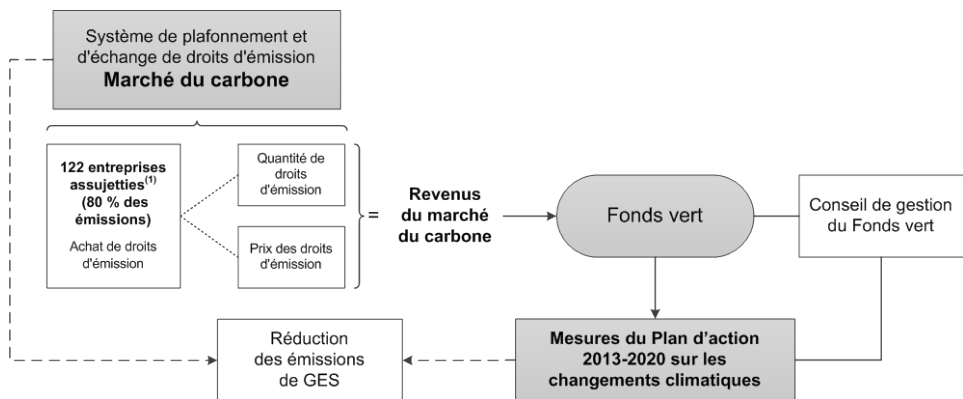 Système de plafonnement et
d'échange de droits d'émission
Marché du carbone
122 entreprises
assujetties(1)
(80 % des
émissions)
Achat de droits
d'émission
Quantité de
droits
d'émission
Prix des droits
d'émission
=
Revenus
du marché
du carbone
Fonds vert
Conseil de gestion
du Fonds vert
Réduction
des émissions
de GES
Mesures du Plan d’action
2013-2020 sur les
changements climatiques